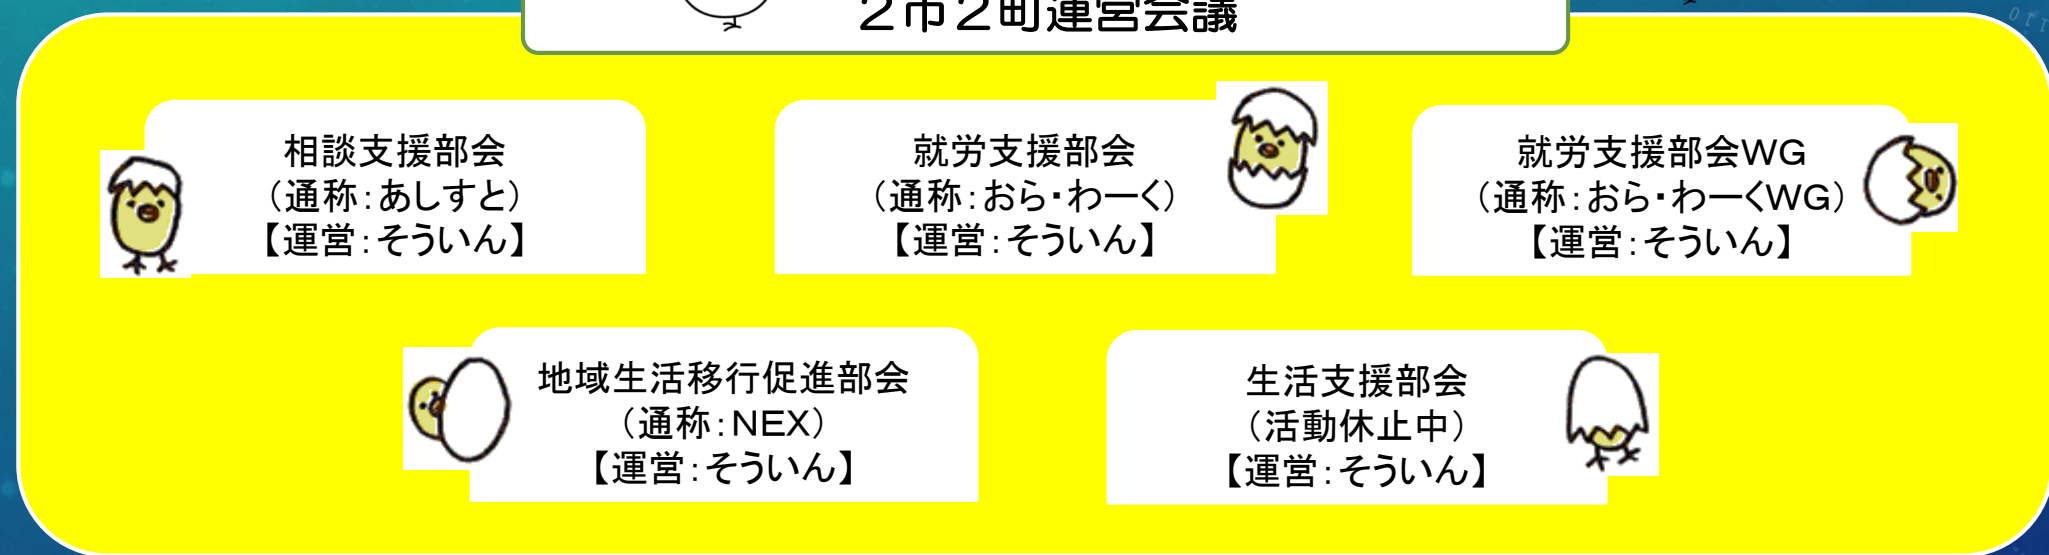 ２市２町運営会議
相談支援部会
（通称：あしすと）
【運営：そういん】
就労支援部会
（通称：おら・わーく）
【運営：そういん】
就労支援部会WG
（通称：おら・わーくWG）
【運営：そういん】
地域生活移行促進部会
（通称：NEX）
【運営：そういん】
生活支援部会
（活動休止中）
【運営：そういん】